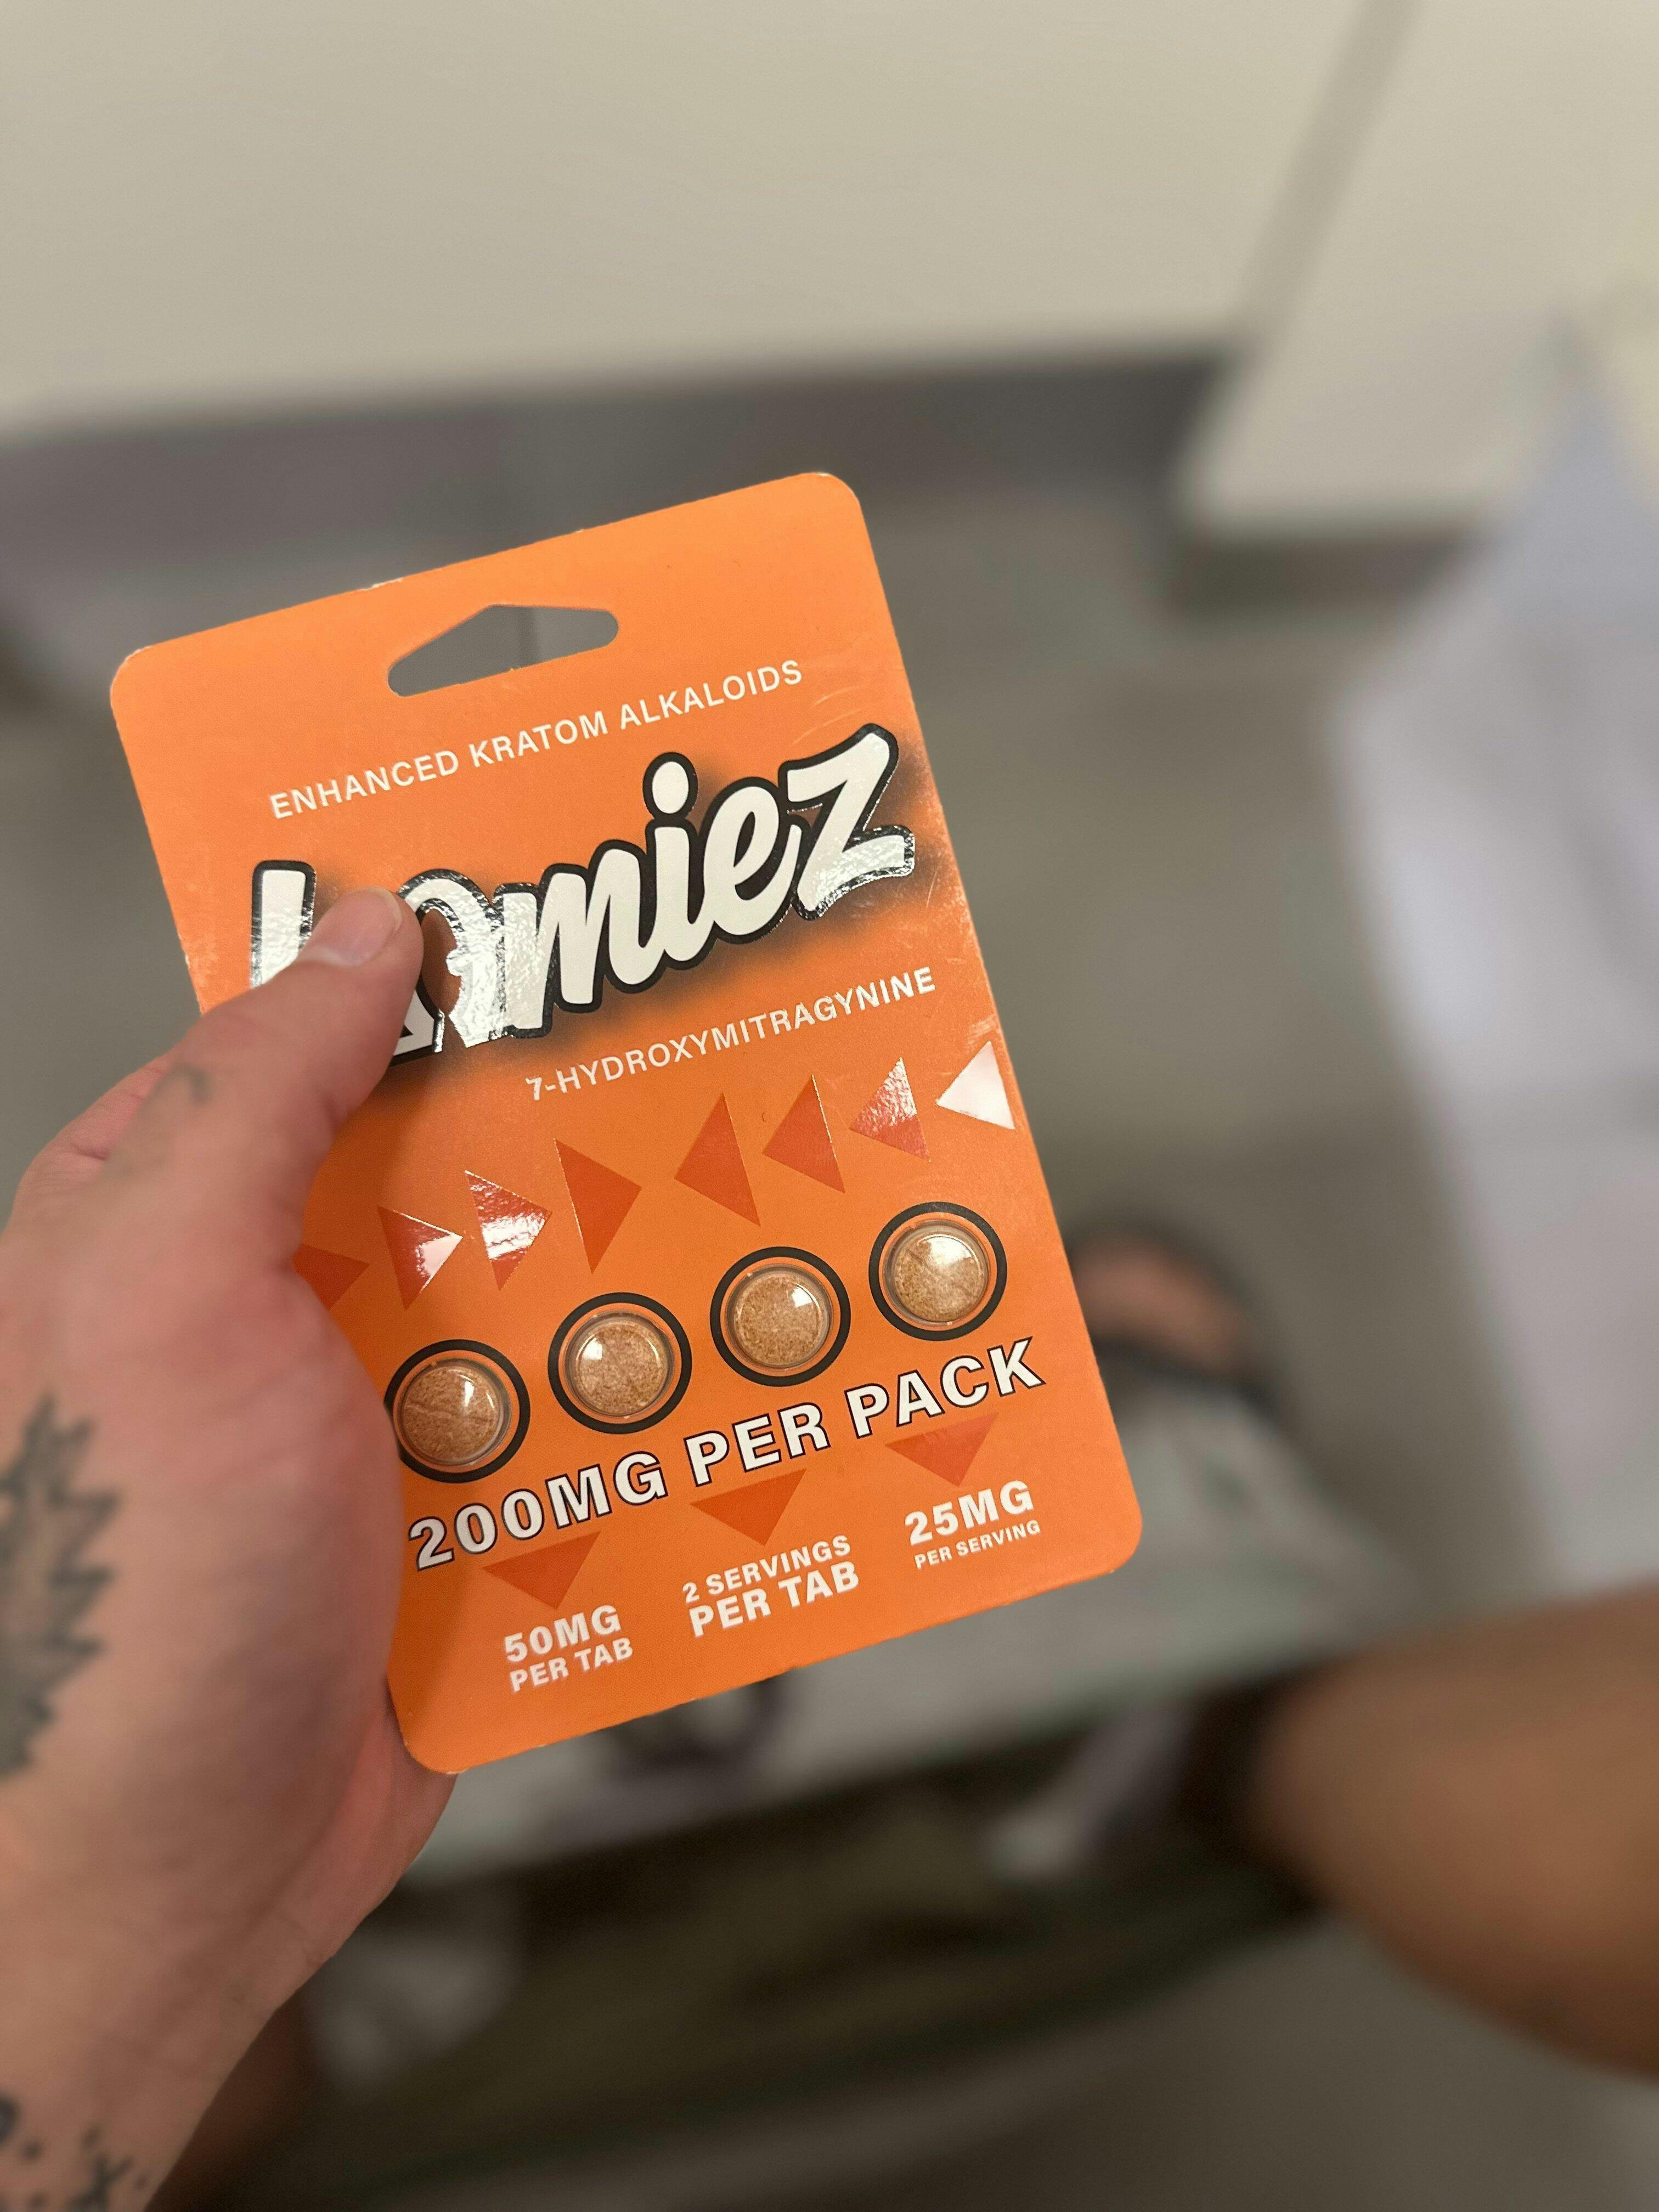 ENHANCED KRATOM ALKALOIDS
7-HYDROXYMITRAGYNINE
200MG PER PACK
50MG
PER TAB
2 SERVINGS
PER TAB
25MG
PER SERVING